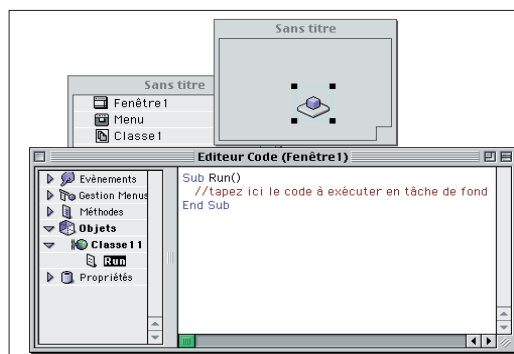 Sans titre
Sans titre
Fenêtre1
Menu
Classe1
Editeur Code (Fenêtre1)
Evènements
Gestion Menus
Méthodes
Objets
Classe11
Run
Propriétés
Sub Run()
//tapez ici le code à exécuter en tâche de fond
End Sub